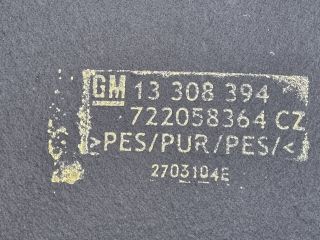 GM 13 308 394
722058364 CZ
>PES/PUR/PES/<
2703104E